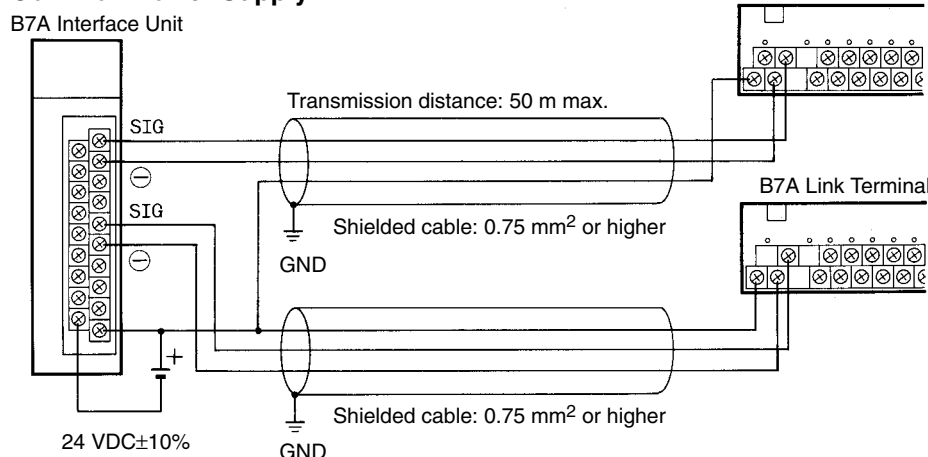 B7A Interface Unit
Transmission distance: 50 m max.
SIG
⊖
B7A Link Terminal
SIG
Shielded cable: 0.75 mm2 or higher
⊖
GND
+
Shielded cable: 0.75 mm2 or higher
24 VDC±10%
GND